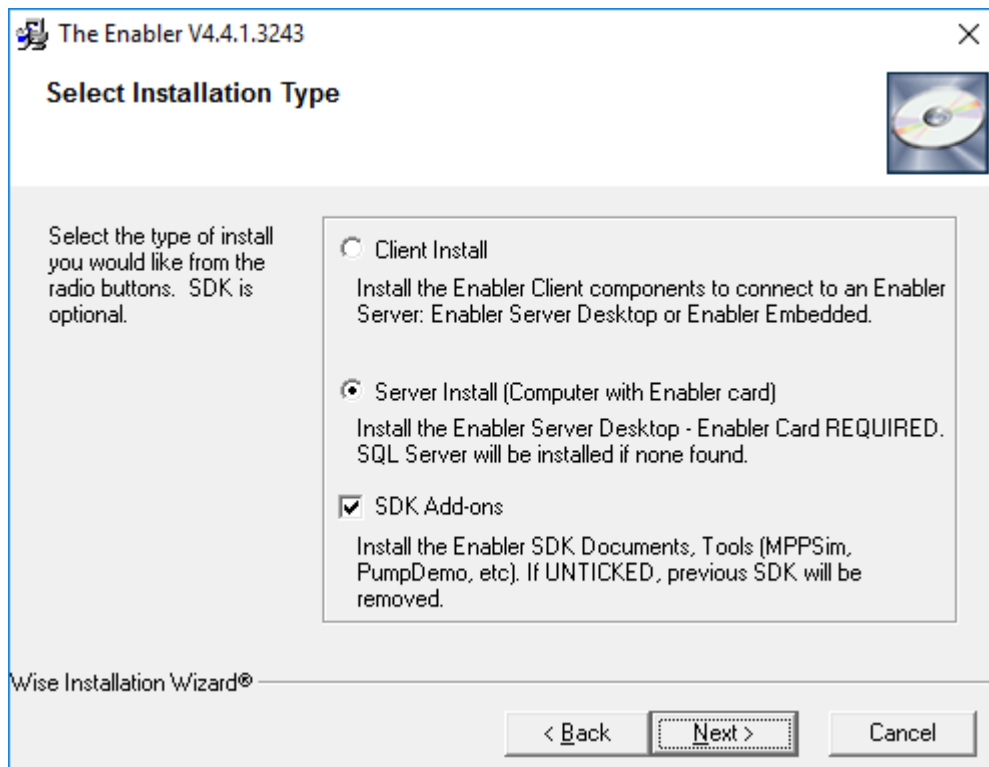 The Enabler V4.4.1.3243
Select Installation Type
Select the type of install
you would like from the
radio buttons.  SDK is
optional.
Client Install
Install the Enabler Client components to connect to an Enabler
Server: Enabler Server Desktop or Enabler Embedded.
Server Install (Computer with Enabler card)
Install the Enabler Server Desktop - Enabler Card REQUIRED.
SQL Server will be installed if none found.
SDK Add-ons
Install the Enabler SDK Documents, Tools (MPPSim,
PumpDemo, etc). If UNTICKED, previous SDK will be
removed.
Wise Installation Wizard®
< Back
Next >
Cancel